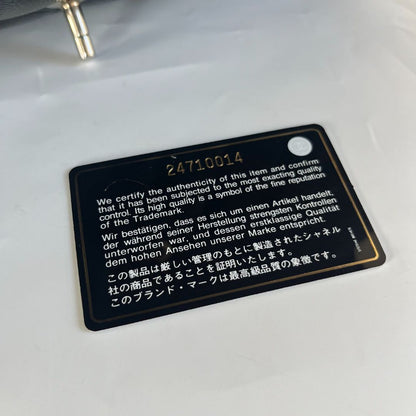 24710014
We certify the authenticity of this item and confirm
that it has been subjected to the most exacting quality
control. Its high quality is a symbol of the fine reputation
of the Trademark.
Wir bestätigen, dass es sich um einen Artikel handelt,
der während seiner Herstellung strengsten Kontrollen
unterworfen war, und dessen erstklassige Qualität
dem hohen Ansehen unserer Marke entspricht.
この製品は厳しい管理のもとに製造されたシャネル
社の商品であることを証明いたします。
このブランド・マークは最高級品質の象徴です。